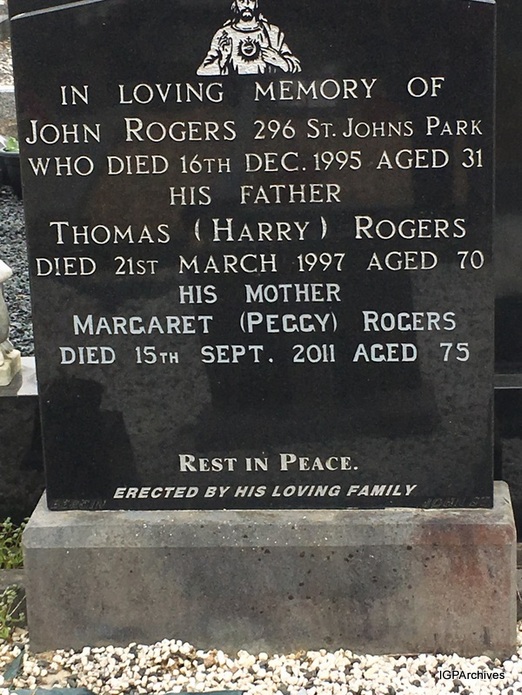 IN LOVING MEMORY OF
JOHN ROGERS 296 ST. JOHNS PARK
WHO DIED 16TH DEC. 1995 AGED 31
HIS FATHER
THOMAS (HARRY) ROGERS
DIED 21ST MARCH 1997 AGED 70
HIS MOTHER
MARGARET (PEGGY) ROGERS
DIED 15TH SEPT. 2011 AGED 75
REST IN PEACE.
ERECTED BY HIS LOVING FAMILY
IGPArchives